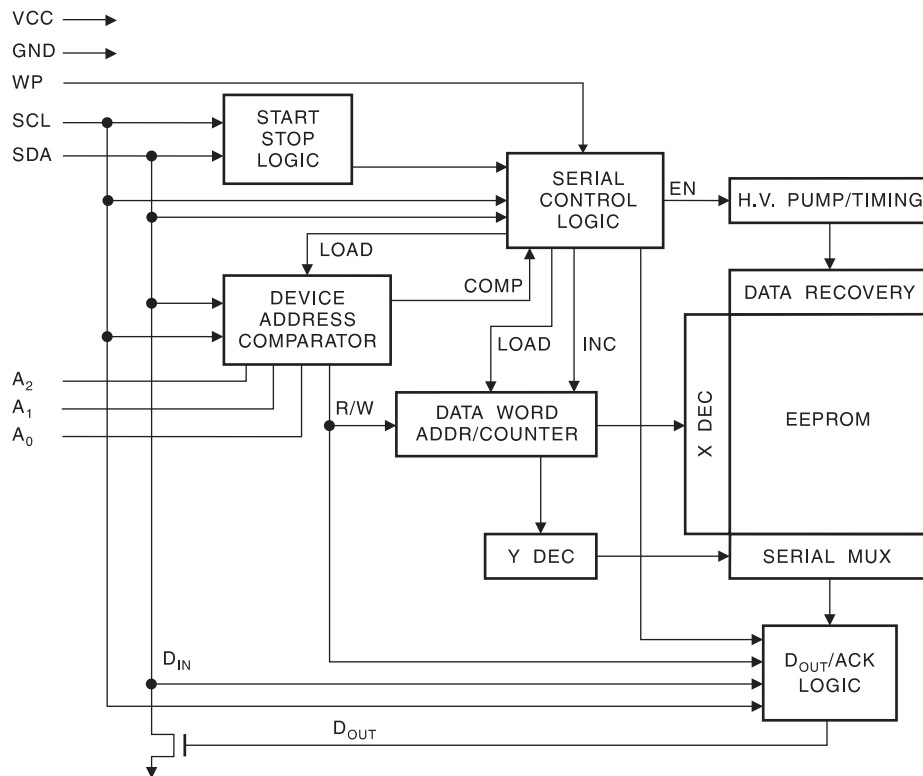 VCC
GND
WP
SCL
SDA
START
STOP
LOGIC
SERIAL
CONTROL
LOGIC
EN
H.V. PUMP/TIMING
LOAD
COMP
DEVICE
ADDRESS
COMPARATOR
DATA RECOVERY
LOAD
INC
A2
A1
A0
R/W
DATA WORD
ADDR/COUNTER
X DEC
EEPROM
Y DEC
SERIAL MUX
DIN
DOUT/ACK
LOGIC
DOUT